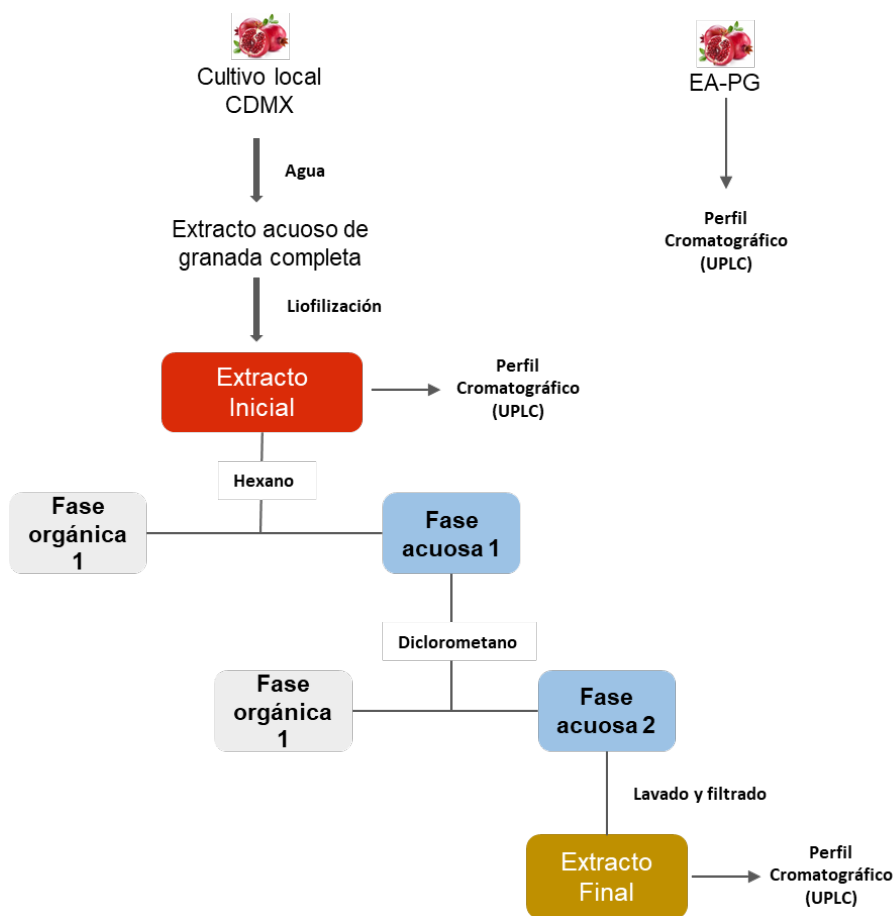 Cultivo local
CDMX
EA-PG
Agua
Extracto acuoso de
granada completa
Perfil
Cromatográfico
(UPLC)
Liofilización
Extracto
Inicial
Perfil
Cromatográfico
(UPLC)
Hexano
Fase
orgánica
1
Fase
acuosa 1
Diclorometano
Fase
orgánica
1
Fase
acuosa 2
Lavado y filtrado
Extracto
Final
Perfil
Cromatográfico
(UPLC)